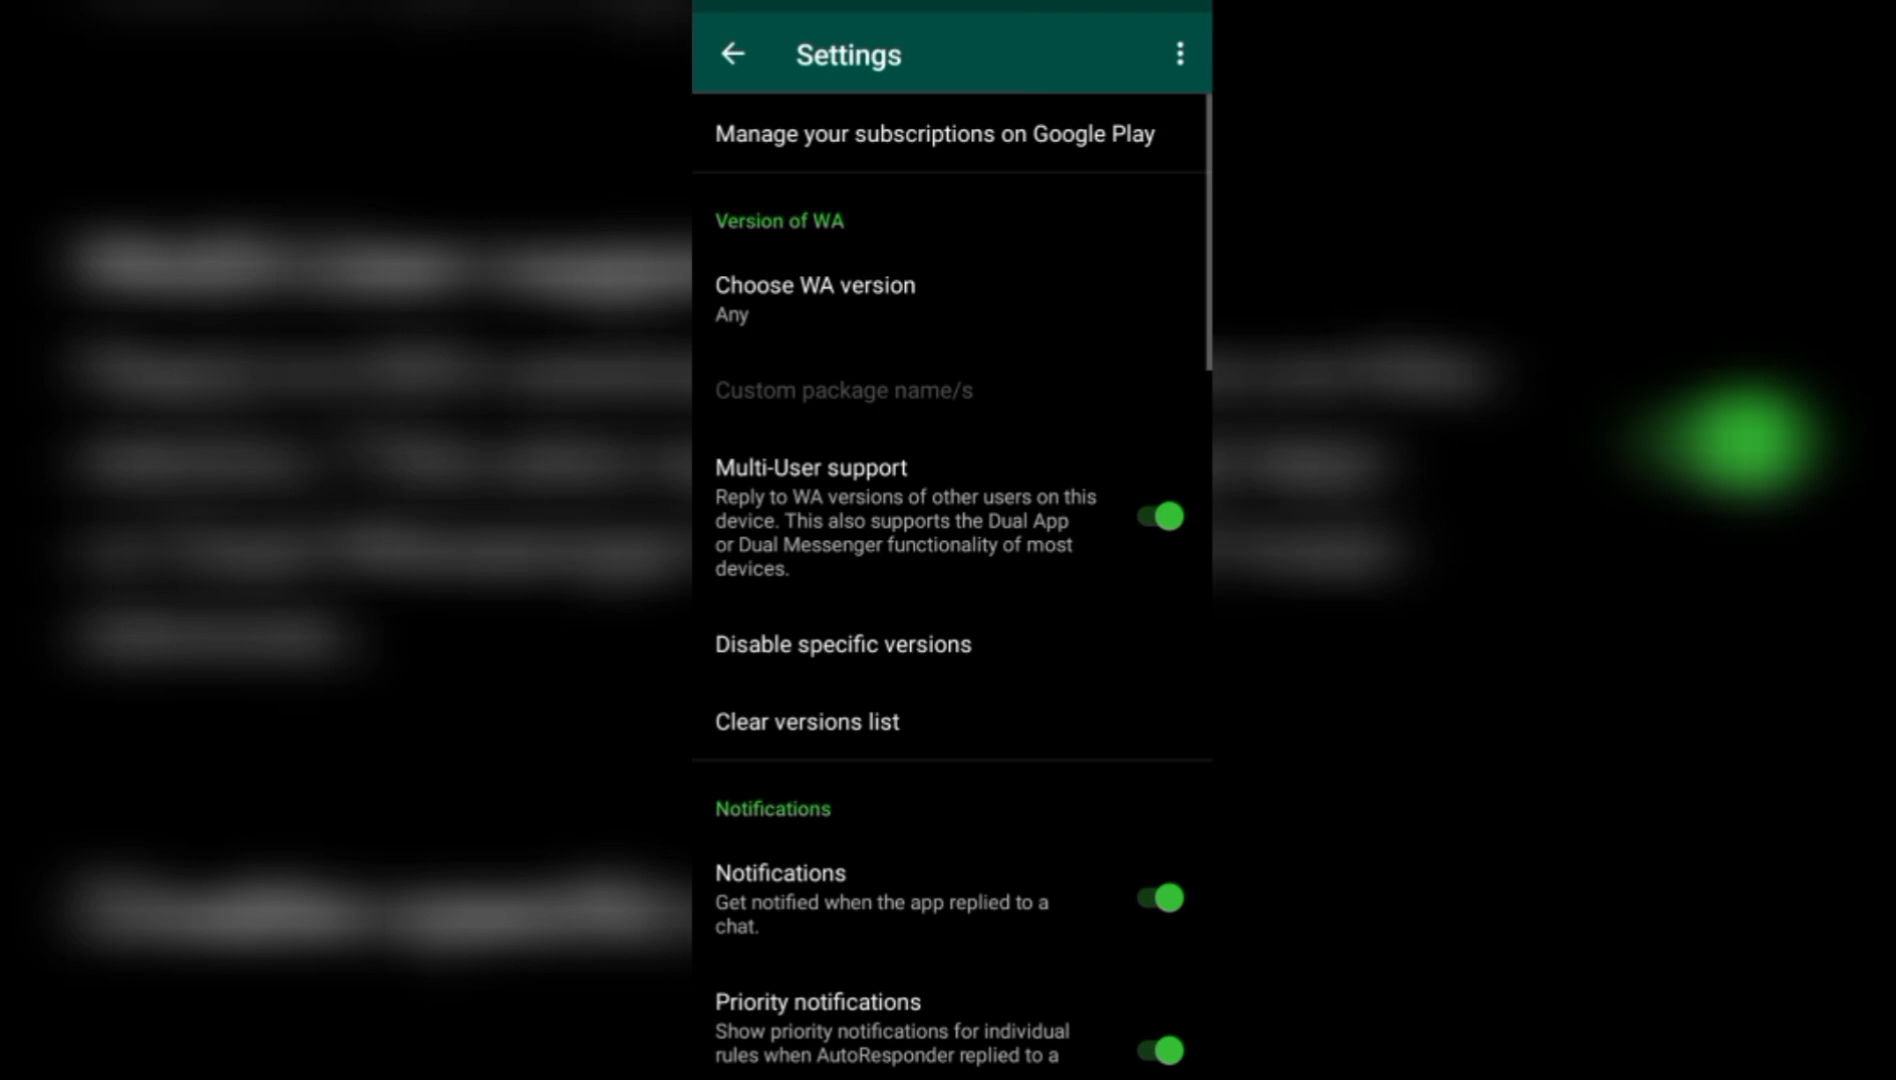 Settings
Manage your subscriptions on Google Play
Version of WA
Choose WA version
Any
Custom package name/s
Multi-User support
Reply to WA versions of other users on this
device. This also supports the Dual App
or Dual Messenger functionality of most
devices.
Disable specific versions
Clear versions list
Notifications
Notifications
Get notified when the app replied to a
chat.
Priority notifications
Show priority notifications for individual
rules when AutoResponder replied to a